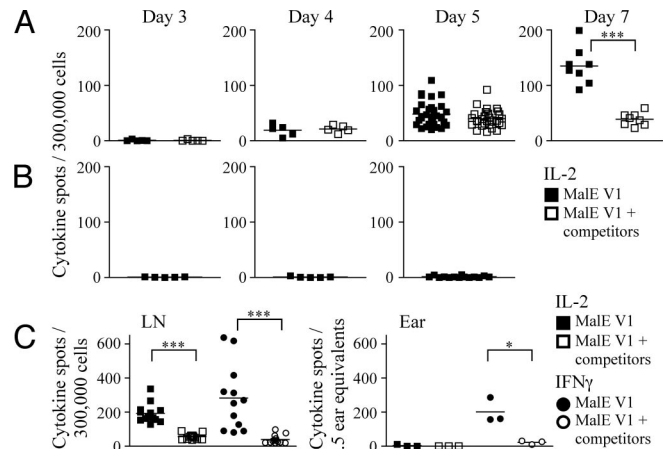 A
Day 3
Day 4
Day 5
Day 7
200
100
0
200
100
0
200
100
0
200
100
0
***
Cytokine spots / 300,000 cells
B
200
100
0
200
100
0
200
100
0
IL-2
MalE V1
MalE V1 +
competitors
C
LN
Ear
Cytokine spots /
300,000 cells
600
400
200
0
***
***
Cytokine spots /
.5 ear equivalents
600
400
200
0
*
IL-2
MalE V1
MalE V1 +
competitors
IFNγ
MalE V1
MalE V1 +
competitors